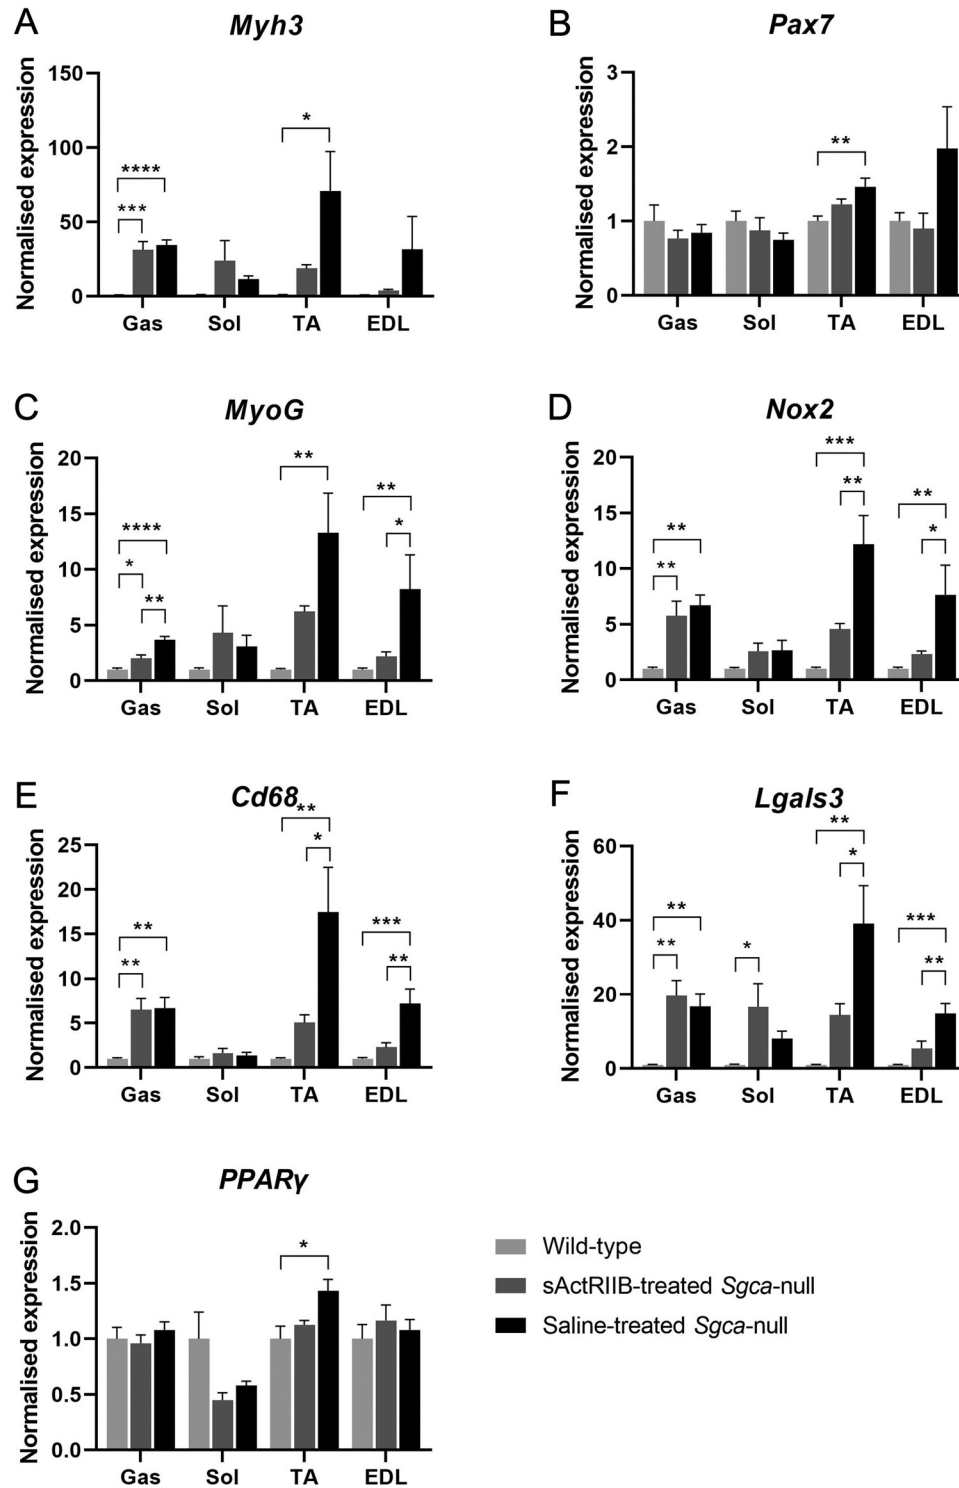 A
Myh3
Normalised expression
150
100
50
0
****
***
*
Gas Sol TA EDL
B
Pax7
Normalised expression
3
2
1
0
**
Gas Sol TA EDL
C
MyoG
Normalised expression
20
15
10
5
0
****
*
**
**
**
*
Gas Sol TA EDL
D
Nox2
Normalised expression
20
15
10
5
0
**
**
***
**
**
*
Gas Sol TA EDL
E
Cd68
Normalised expression
25
20
15
10
5
0
**
**
**
*
***
**
Gas Sol TA EDL
F
Lgals3
Normalised expression
60
40
20
0
**
**
*
**
*
***
**
Gas Sol TA EDL
G
PPARγ
Normalised expression
2.0
1.5
1.0
0.5
0.0
*
Gas Sol TA EDL
Wild-type
sActRIIB-treated Sgca-null
Saline-treated Sgca-null